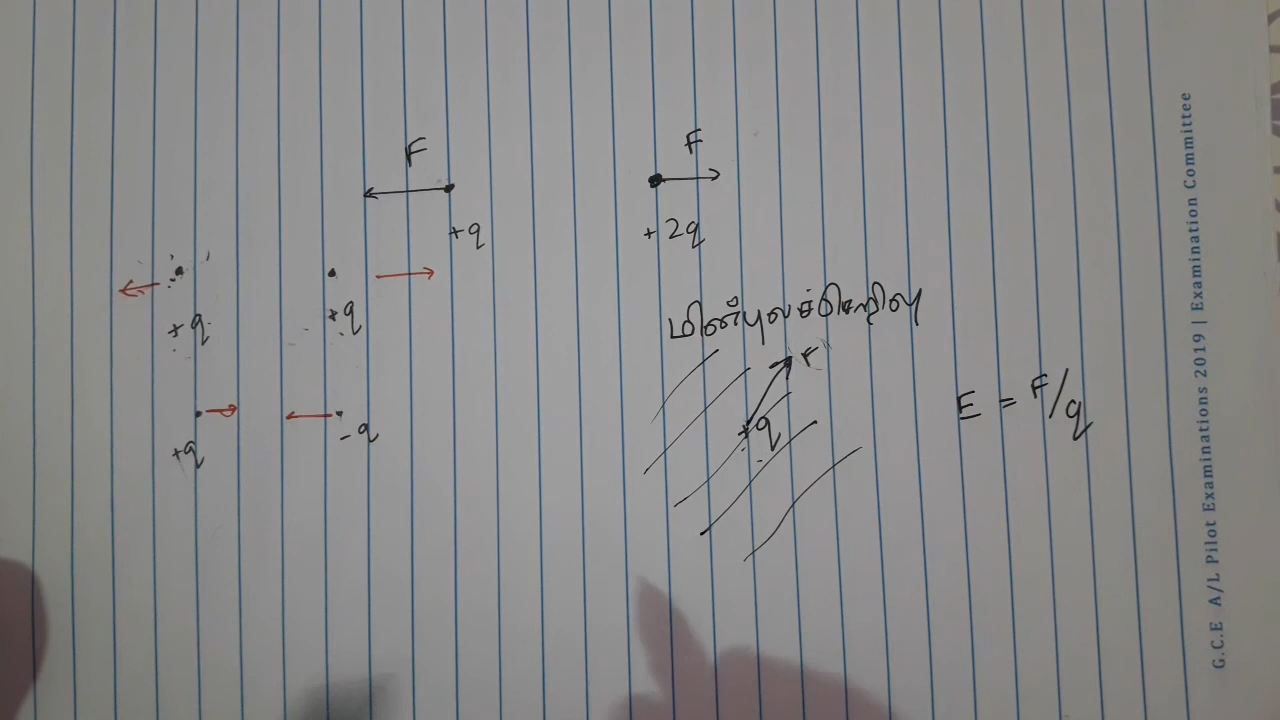 F
F
+q
+2q
+q
+q
மின்புலச்செறிவு
F
+q
E = F/q
+q
-q
G.C.E A/L Pilot Examinations 2019 | Examination Committee